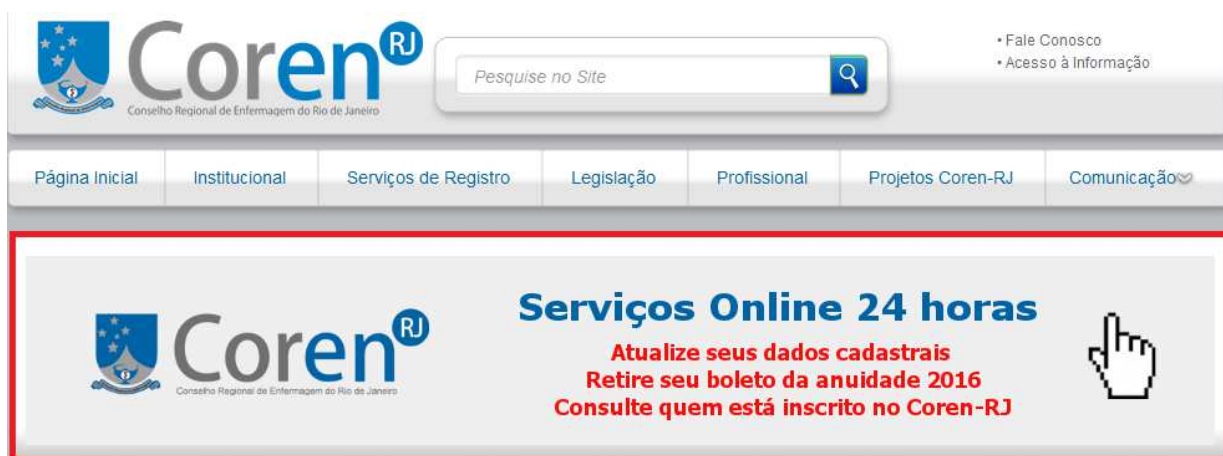 Coren RJ
Conselho Regional de Enfermagem do Rio de Janeiro
Pesquise no Site
• Fale Conosco
• Acesso à Informação
Página Inicial Institucional Serviços de Registro Legislação Profissional Projetos Coren-RJ Comunicação
Coren RJ
Conselho Regional de Enfermagem do Rio de Janeiro
Serviços Online 24 horas
Atualize seus dados cadastrais
Retire seu boleto da anuidade 2016
Consulte quem está inscrito no Coren-RJ